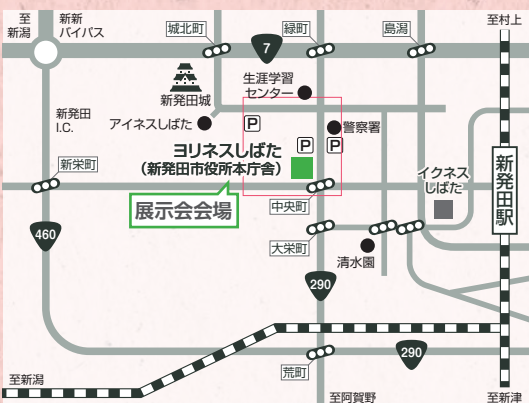 至
新潟
新新
バイパス
城北町
7
緑町
島潟
至村上
生涯学習
センター
新発田城
新発田
I.C.
アイネスしばた
P
警察署
P
P
ヨリネスしばた
(新発田市役所本庁舎)
イクネス
しばた
新発田駅
新栄町
展示会会場
中央町
460
大栄町
清水園
290
290
至新潟
荒町
至阿賀野
至新津